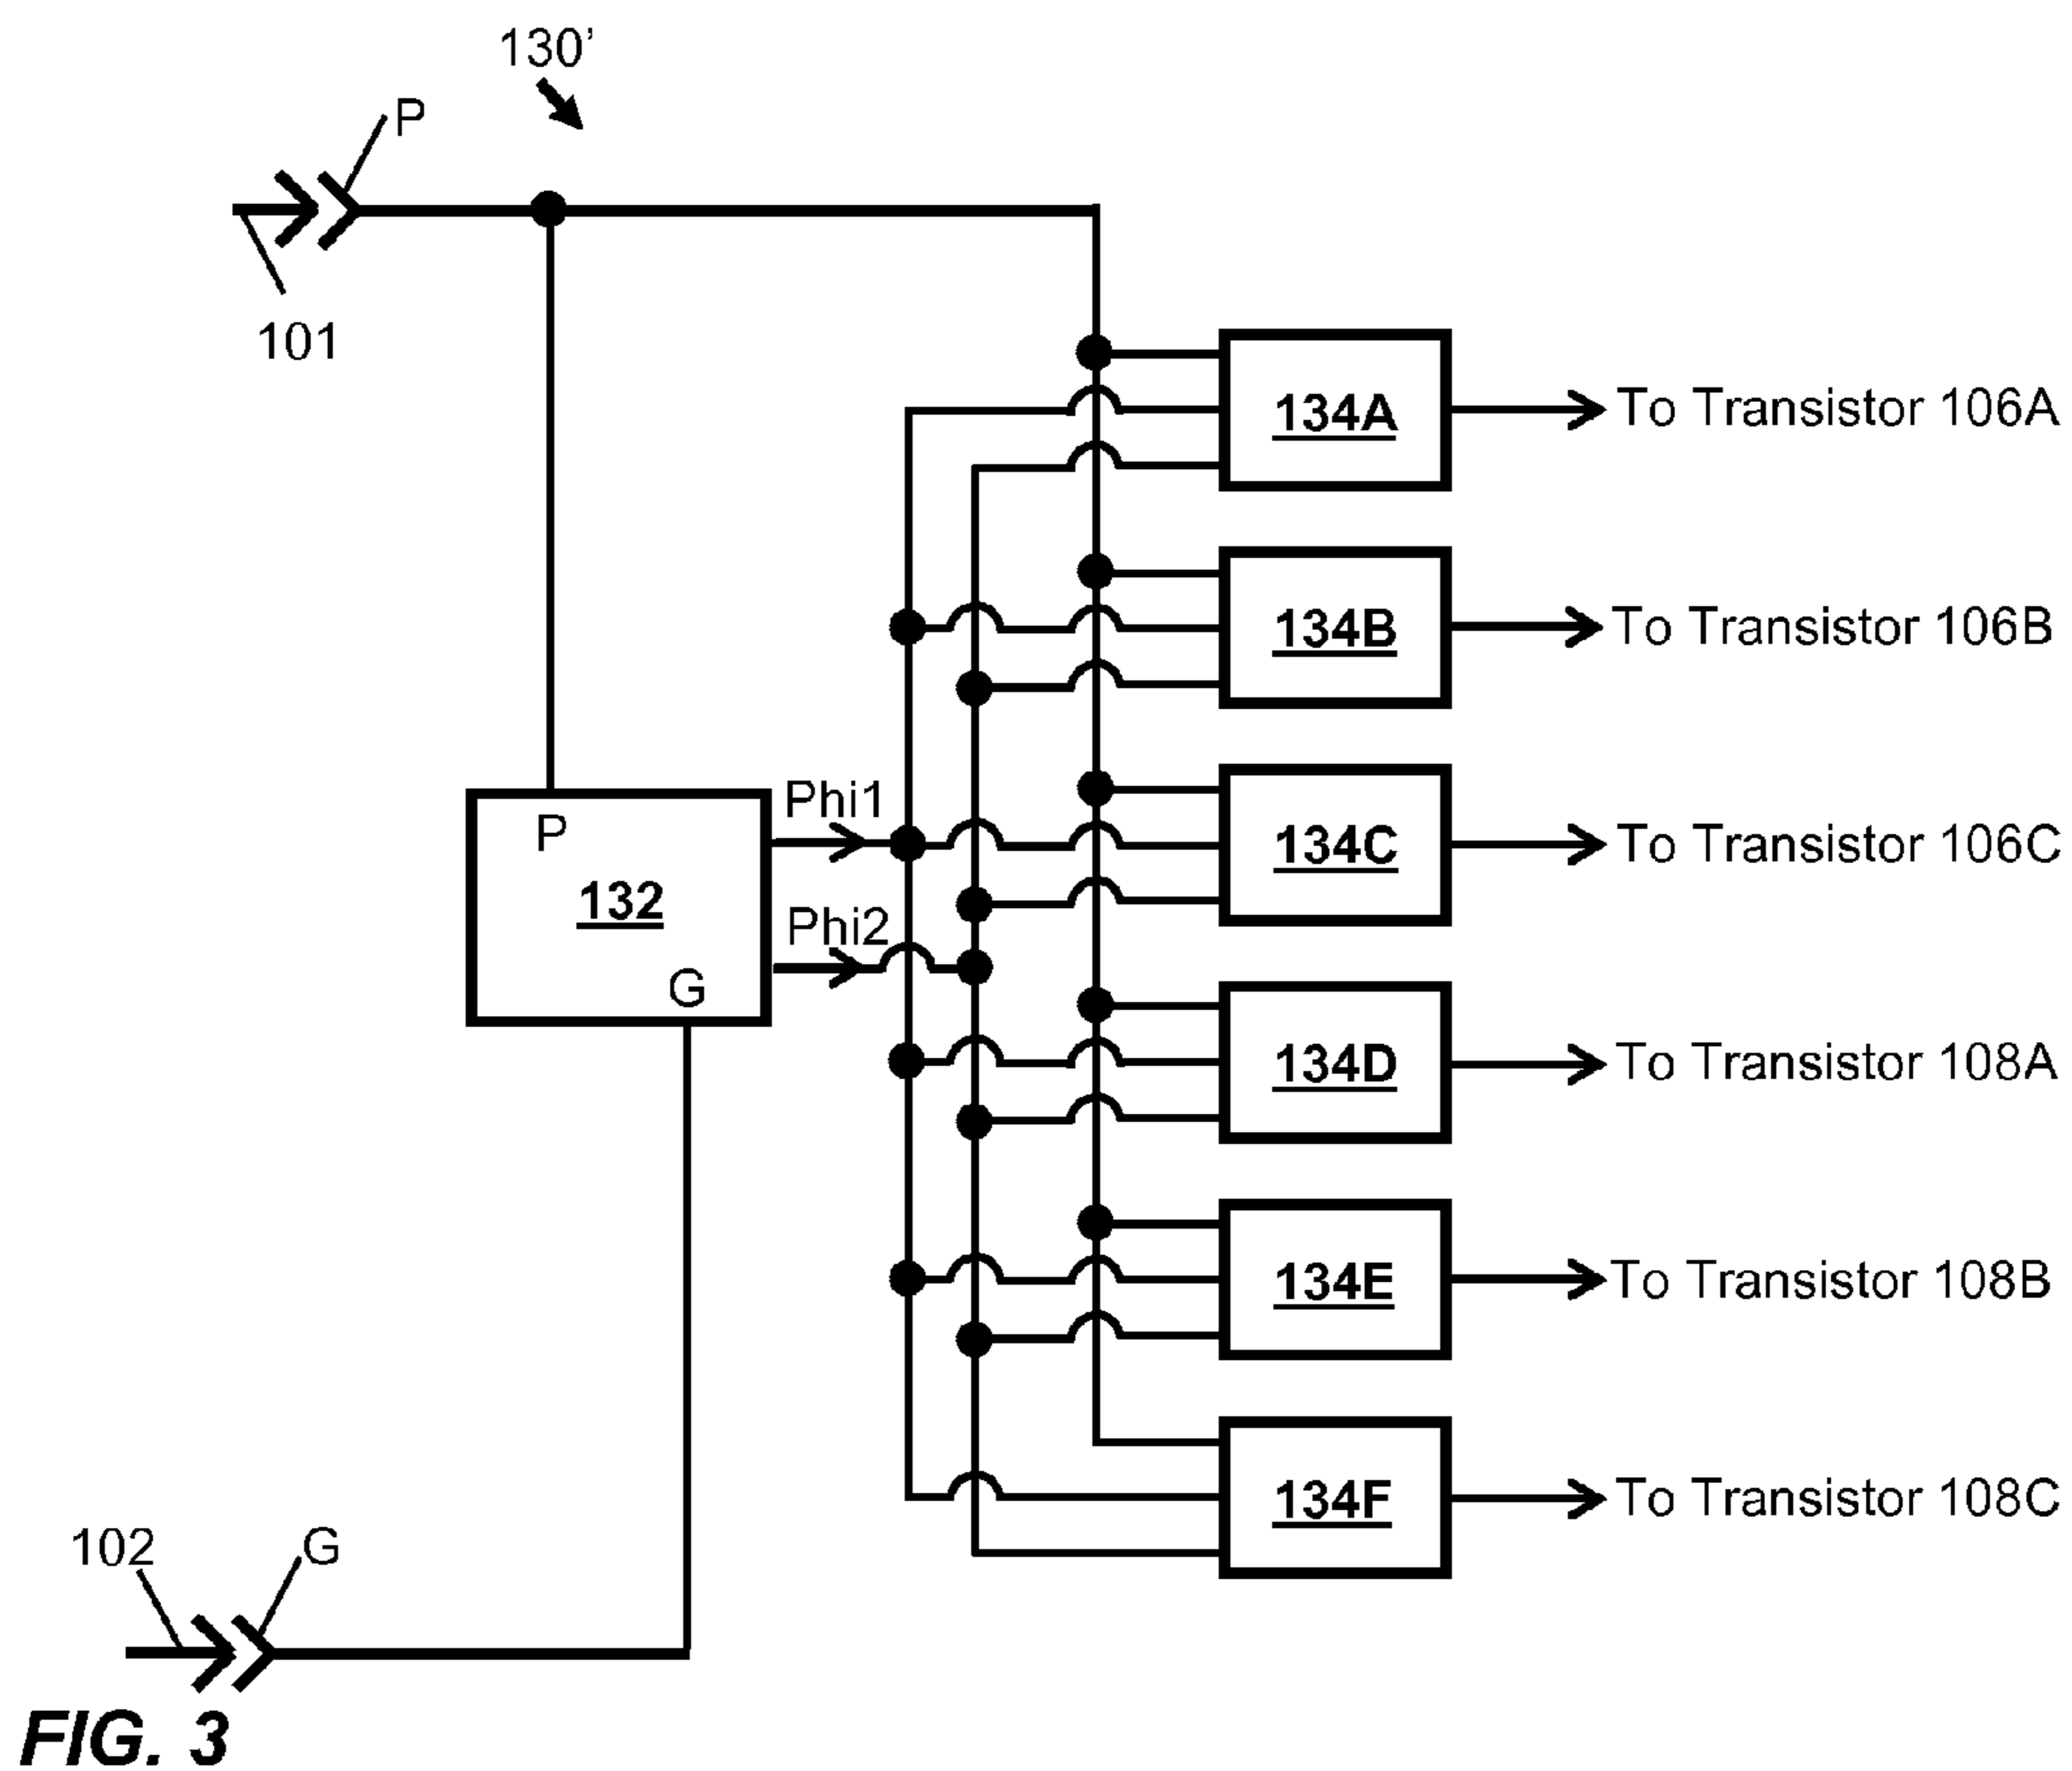 130’
P
101
134A
To Transistor 106A
134B
To Transistor 106B
Phi1
P
134C
To Transistor 106C
132
Phi2
G
134D
To Transistor 108A
134E
To Transistor 108B
134F
To Transistor 108C
102
G
FIG. 3